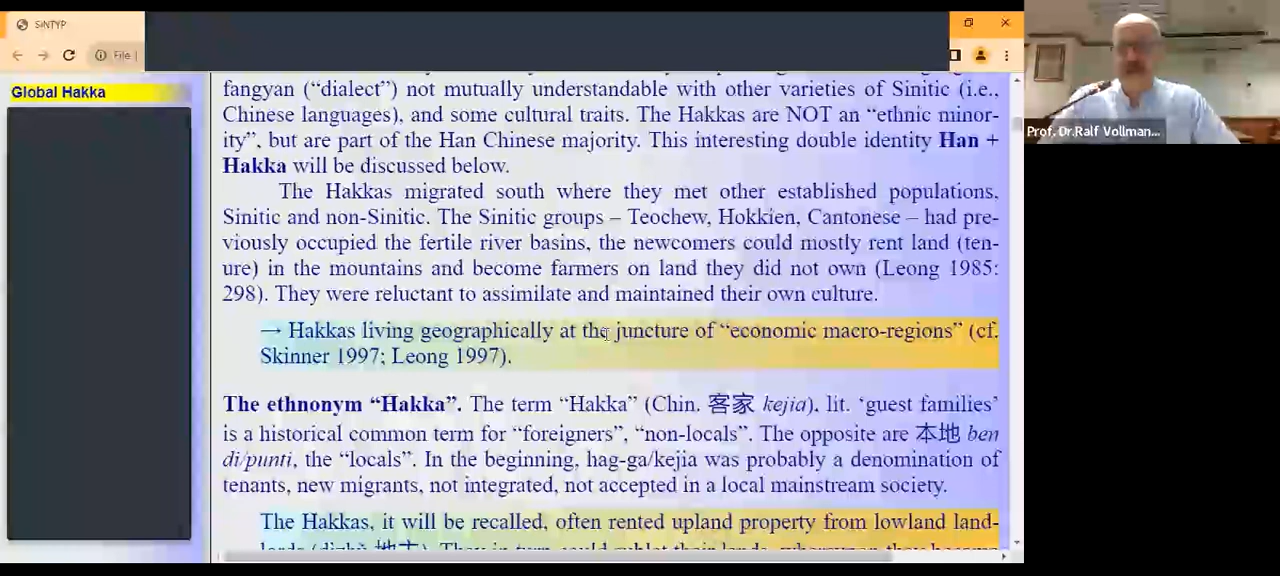 SiNTYP
File
Global Hakka
fangyan (“dialect”) not mutually understandable with other varieties of Sinitic (i.e.,
Chinese languages), and some cultural traits. The Hakkas are NOT an “ethnic minor-
ity”, but are part of the Han Chinese majority. This interesting double identity Han +
Hakka will be discussed below.
The Hakkas migrated south where they met other established populations,
Sinitic and non-Sinitic. The Sinitic groups – Teochew, Hokkien, Cantonese – had pre-
viously occupied the fertile river basins, the newcomers could mostly rent land (ten-
ure) in the mountains and become farmers on land they did not own (Leong 1985:
298). They were reluctant to assimilate and maintained their own culture.
→ Hakkas living geographically at the juncture of “economic macro-regions” (cf.
Skinner 1997; Leong 1997).
The ethnonym “Hakka”. The term “Hakka” (Chin. 客家 kejia), lit. ‘guest families’
is a historical common term for “foreigners”, “non-locals”. The opposite are 本地 ben
di/punti, the “locals”. In the beginning, hag-ga/kejia was probably a denomination of
tenants, new migrants, not integrated, not accepted in a local mainstream society.
The Hakkas, it will be recalled, often rented upland property from lowland land-
Prof. Dr.Ralf Vollman...